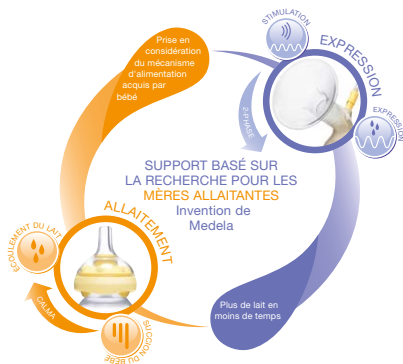 Prise en
considération
du mécanisme
d'alimentation
acquis par
bébé
STIMULATION
EXPRESSION
EXPRESSION
2-PHASE
SUPPORT BASÉ SUR
LA RECHERCHE POUR LES
MÈRES ALLAITANTES
Invention de
Medela
ALLAITEMENT
ÉCOULEMENT DU LAIT
CALMA
SUCCION DU BÉBÉ
Plus de lait en
moins de temps